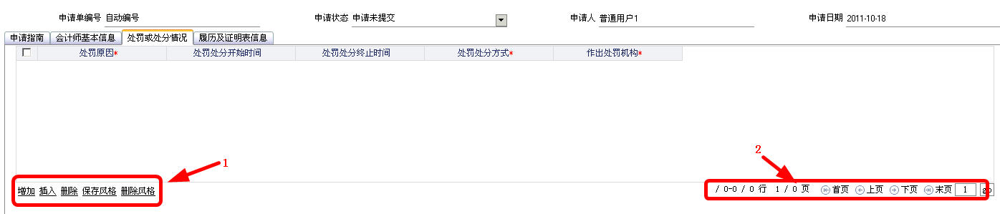 申请单编号 自动编号 申请状态 申请未提交 申请人 普通用户1 申请日期 2011-10-18
申请指南 会计师基本信息 处罚或处分情况 履历及证明表信息
处罚原因* 处罚处分开始时间 处罚处分终止时间 处罚处分方式* 作出处罚机构*
2
1
增加 插入 删除 保存风格 删除风格 / 0-0 / 0 行 1 / 0 页 首页 上页 下页 末页 1 go